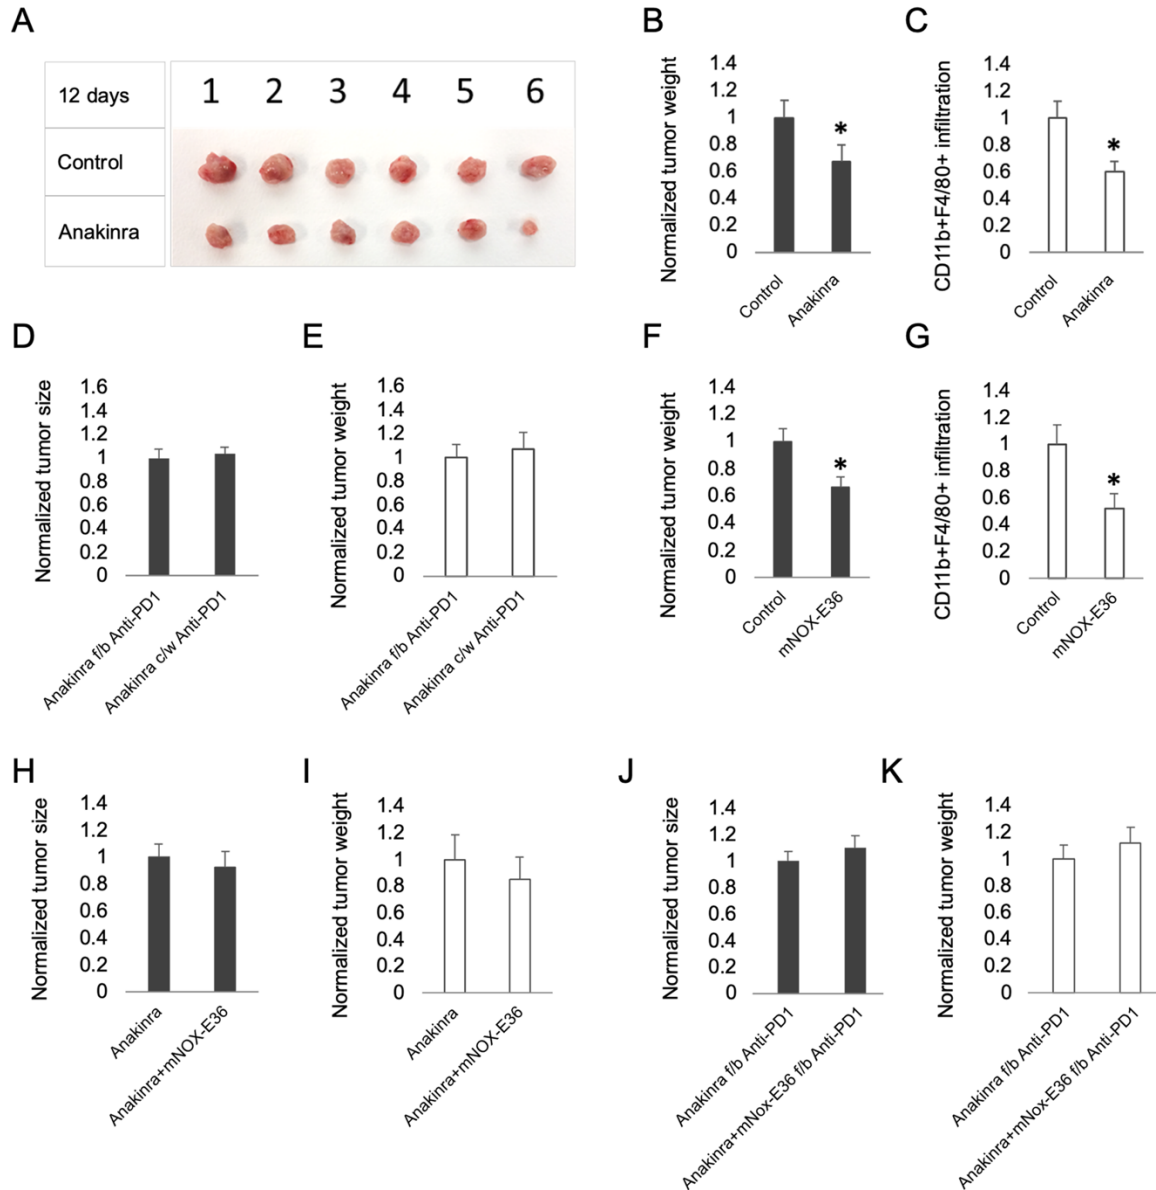 A
12 days
1 2 3 4 5 6
Control
Anakinra
B
Normalized tumor weight
1.4
1.2
1
0.8
0.6
0.4
0.2
0
*
Control
Anakinra
C
CD11b+F4/80+ infiltration
1.4
1.2
1
0.8
0.6
0.4
0.2
0
*
Control
Anakinra
D
Normalized tumor size
1.6
1.4
1.2
1
0.8
0.6
0.4
0.2
0
Anakinra f/b Anti-PD1
Anakinra c/w Anti-PD1
E
Normalized tumor weight
1.6
1.4
1.2
1
0.8
0.6
0.4
0.2
0
Anakinra f/b Anti-PD1
Anakinra c/w Anti-PD1
F
Normalized tumor weight
1.4
1.2
1
0.8
0.6
0.4
0.2
0
*
Control
mNOX-E36
G
CD11b+F4/80+ infiltration
1.4
1.2
1
0.8
0.6
0.4
0.2
0
*
Control
mNOX-E36
H
Normalized tumor size
1.4
1.2
1
0.8
0.6
0.4
0.2
0
Anakinra
Anakinra+mNOX-E36
I
Normalized tumor weight
1.4
1.2
1
0.8
0.6
0.4
0.2
0
Anakinra
Anakinra+mNOX-E36
J
Normalized tumor size
1.4
1.2
1
0.8
0.6
0.4
0.2
0
Anakinra f/b Anti-PD1
Anakinra+mNox-E36 f/b Anti-PD1
K
Normalized tumor weight
1.4
1.2
1
0.8
0.6
0.4
0.2
0
Anakinra f/b Anti-PD1
Anakinra+mNOX-E36 f/b Anti-PD1